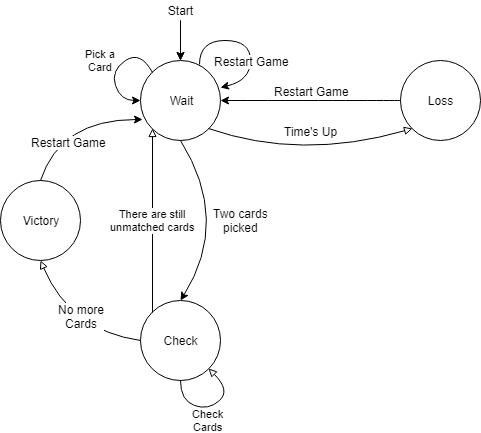 Start
Pick a
Card
Restart Game
Wait
Restart Game
Loss
Time's Up
Restart Game
Victory
There are still
unmatched cards
Two cards
picked
No more
Cards
Check
Check
Cards